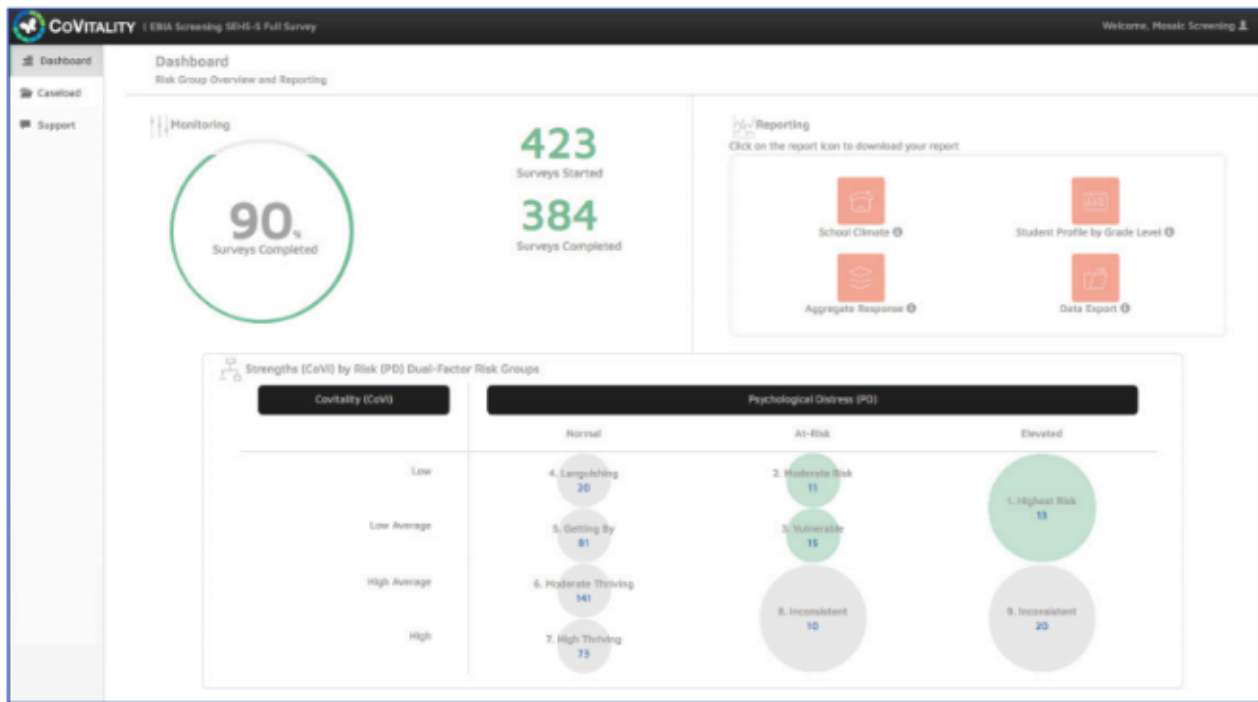 COVITALITY | EBIA Screening SEHS-S Full Survey
Welcome, Mosaic Screening
Dashboard
Caseload
Support
Dashboard
Risk Group Overview and Reporting
Monitoring
90%
Surveys Completed
423
Surveys Started
384
Surveys Completed
Reporting
Click on the report icon to download your report
School Climate
Student Profile by Grade Level
Aggregate Response
Data Export
Strengths (CoVi) by Risk (PD) Dual-Factor Risk Groups
Covitality (CoVi)
Psychological Distress (PD)
Normal
At-Risk
Elevated
Low
4. Languishing
20
2. Moderate Risk
11
1. Highest Risk
13
Low Average
5. Getting By
81
3. Vulnerable
15
High Average
6. Moderate Thriving
141
8. Inconsistent
10
9. Inconsistent
20
High
7. High Thriving
73